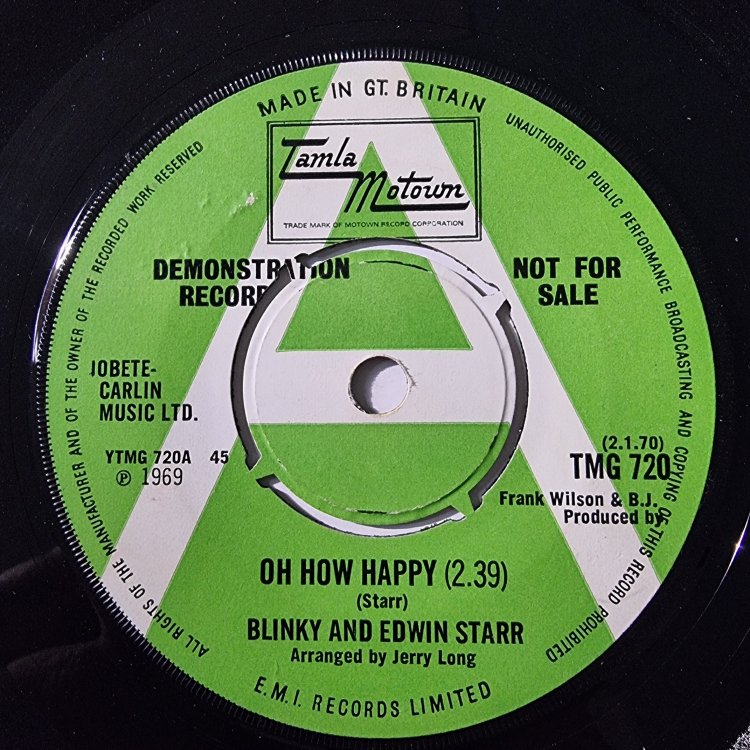 MADE IN GT. BRITAIN
UNAUTHORISED PUBLIC PERFORMANCE BROADCASTING AND COPYING OF THIS RECORD PROHIBITED
ALL RIGHTS OF THE MANUFACTURER AND OF THE OWNER OF THE RECORDED WORK RESERVED
A
Tamla
Motown
TRADE MARK OF MOTOWN RECORD CORPORATION
DEMONSTRATION
RECORD
NOT FOR
SALE
JOBETE-
CARLIN
MUSIC LTD.
YTMG 720A 45
℗ 1969
(2.1.70)
TMG 720
Frank Wilson & B.J.
Produced by
OH HOW HAPPY (2.39)
(Starr)
BLINKY AND EDWIN STARR
Arranged by Jerry Long
E.M.I. RECORDS LIMITED